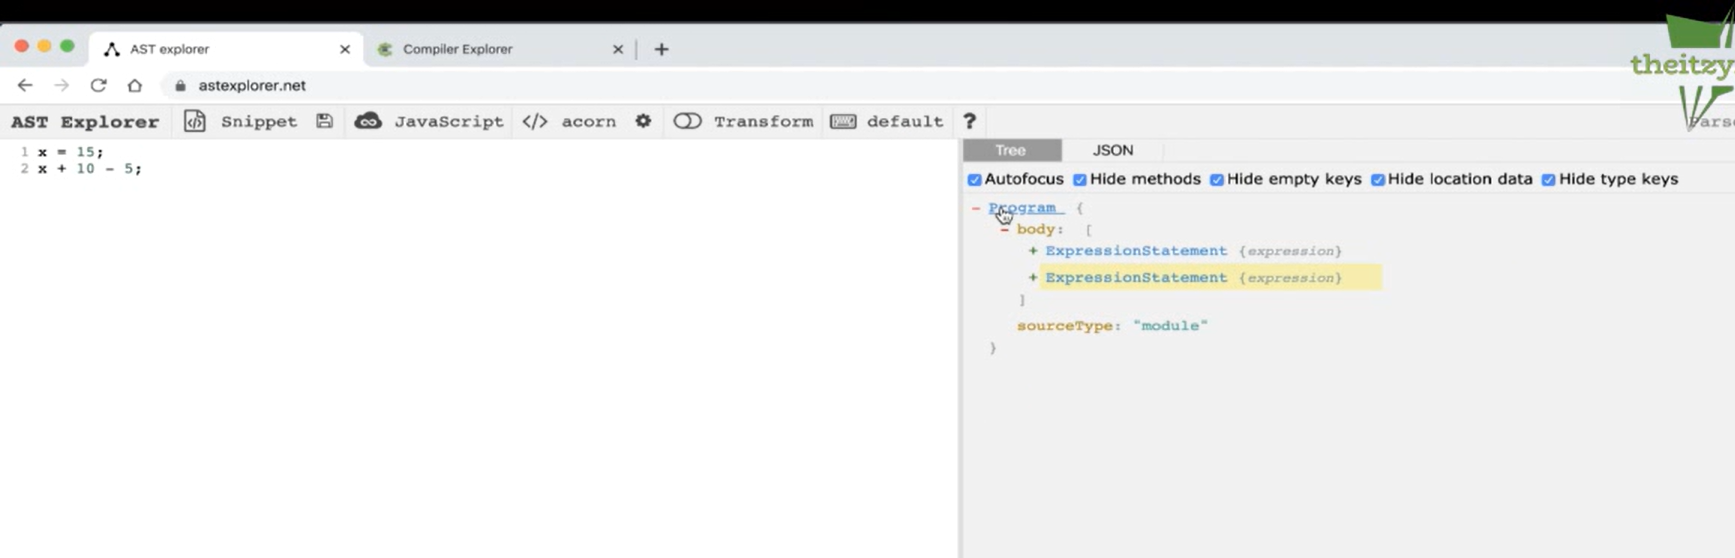 AST explorer
Compiler Explorer
astexplorer.net
theitzy
AST Explorer Snippet JavaScript </> acorn Transform default ?
Pars
1 x = 15;
2 x + 10 - 5;
Tree JSON
Autofocus Hide methods Hide empty keys Hide location data Hide type keys
- Program {
- body: [
+ ExpressionStatement {expression}
+ ExpressionStatement {expression}
]
sourceType: "module"
}